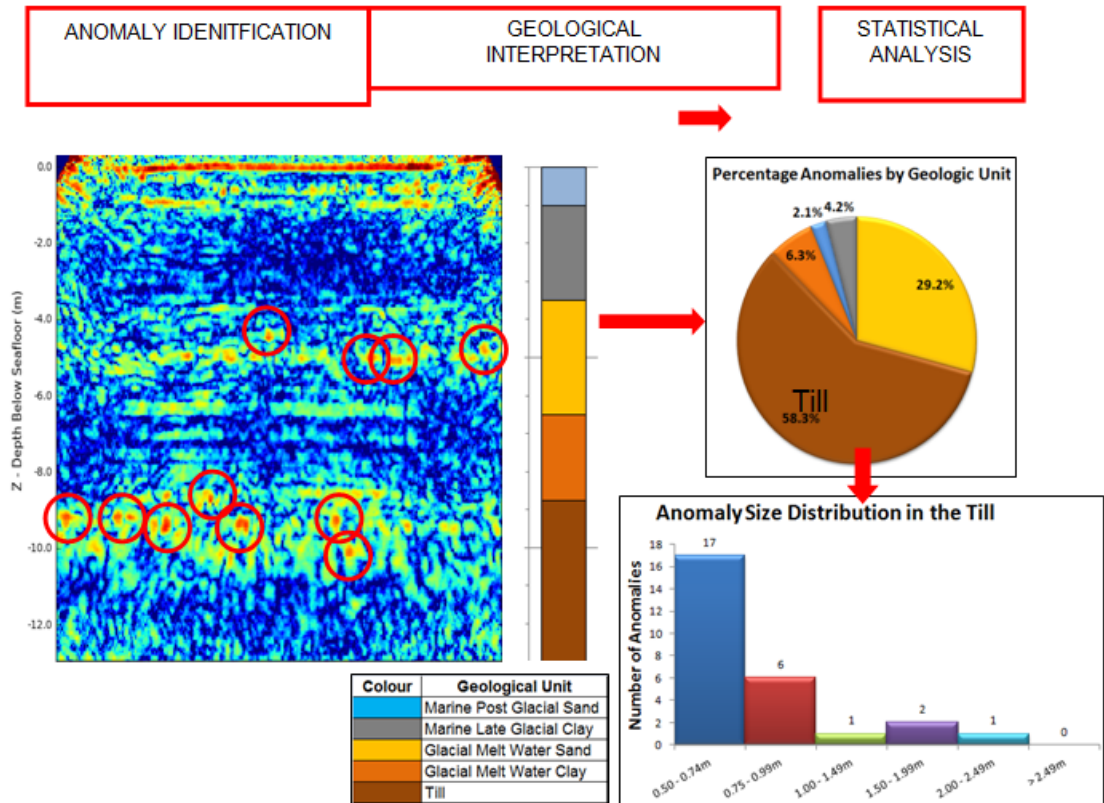 ANOMALY IDENITFICATION
GEOLOGICAL
INTERPRETATION
STATISTICAL
ANALYSIS
Z - Depth Below Seafloor (m)
0.0
-2.0
-4.0
-6.0
-8.0
-10.0
-12.0
Colour Geological Unit
Marine Post Glacial Sand
Marine Late Glacial Clay
Glacial Melt Water Sand
Glacial Melt Water Clay
Till
Percentage Anomalies by Geologic Unit
2.1% 4.2%
6.3%
29.2%
Till
58.3%
Anomaly Size Distribution in the Till
Number of Anomalies
18
16
14
12
10
8
6
4
2
0
17
6
1
2
1
0
0.50 - 0.74m
0.75 - 0.99m
1.00 - 1.49m
1.50 - 1.99m
2.00 - 2.49m
> 2.49m